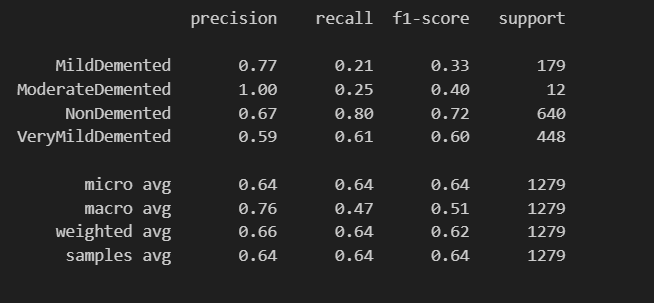 precision recall f1-score support
MildDemented 0.77 0.21 0.33 179
ModerateDemented 1.00 0.25 0.40 12
NonDemented 0.67 0.80 0.72 640
VeryMildDemented 0.59 0.61 0.60 448
micro avg 0.64 0.64 0.64 1279
macro avg 0.76 0.47 0.51 1279
weighted avg 0.66 0.64 0.62 1279
samples avg 0.64 0.64 0.64 1279